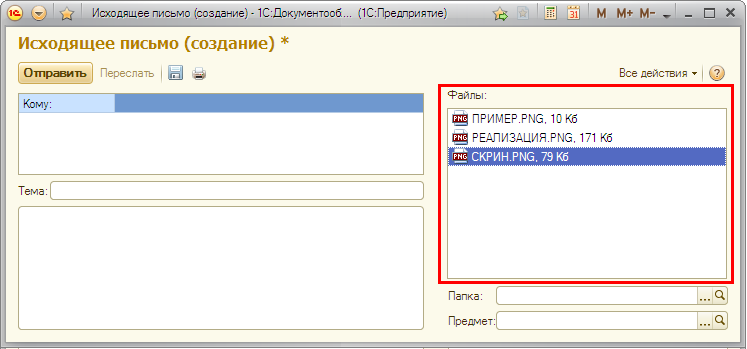 Исходящее письмо (создание) - 1С:Документооб... (1С:Предприятие)
M M+ M-
Исходящее письмо (создание) *
Отправить Переслать Все действия ?
Кому:
Файлы:
ПРИМЕР.PNG, 10 Кб
РЕАЛИЗАЦИЯ.PNG, 171 Кб
СКРИН.PNG, 79 Кб
Тема:
Папка: ...
Предмет: ...